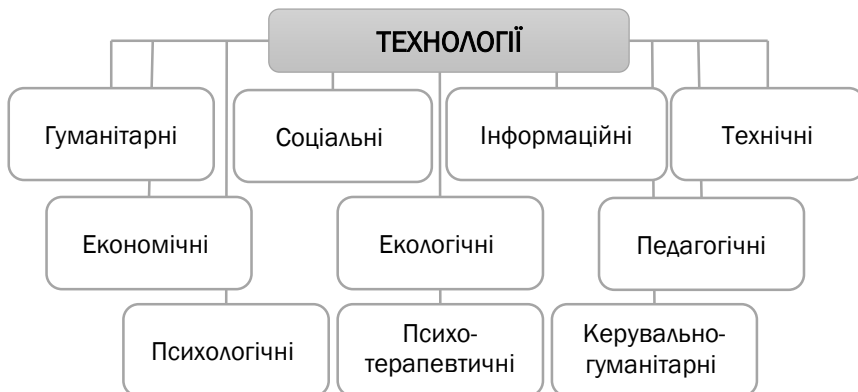 ТЕХНОЛОГІЇ
Гуманітарні
Соціальні
Інформаційні
Технічні
Економічні
Екологічні
Педагогічні
Психологічні
Психо-
терапевтичні
Керувально-
гуманітарні